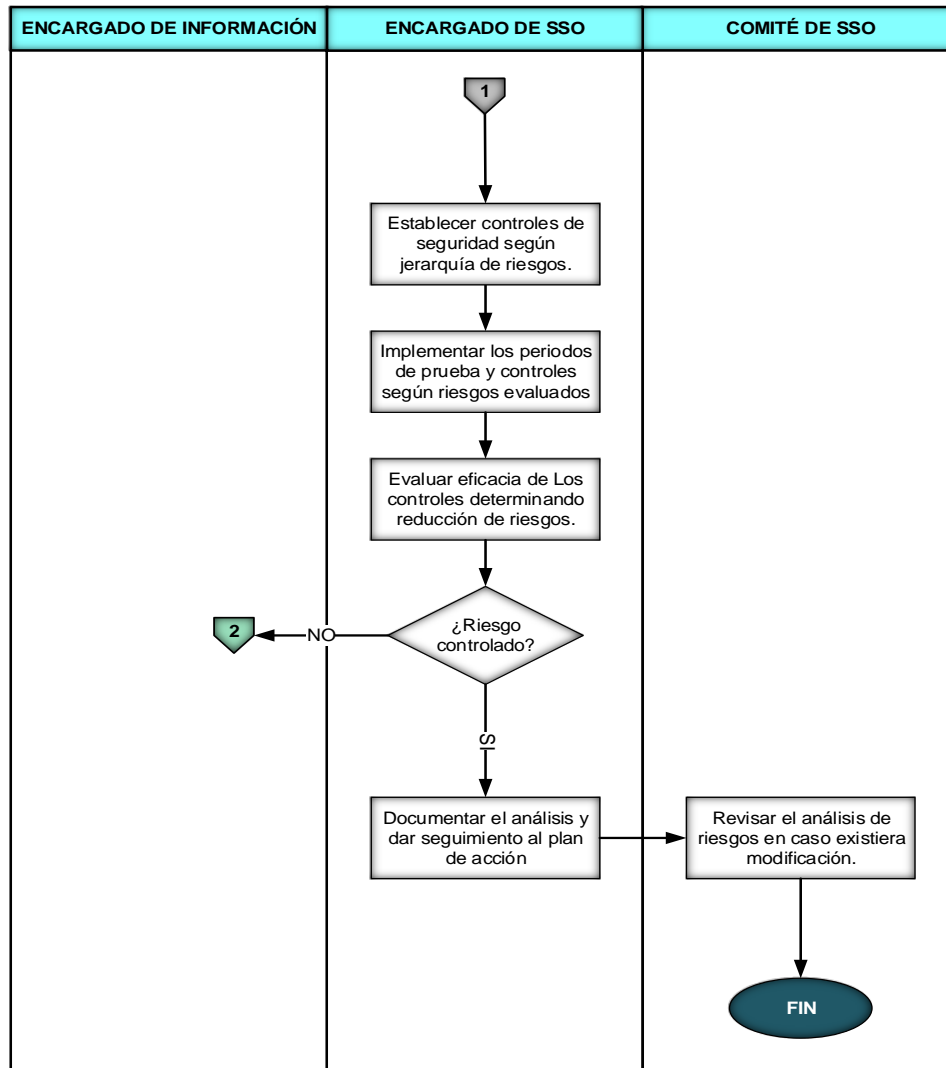 ENCARGADO DE INFORMACIÓN
ENCARGADO DE SSO
COMITÉ DE SSO
1
Establecer controles de
seguridad según
jerarquía de riesgos.
Implementar los periodos
de prueba y controles
según riesgos evaluados
Evaluar eficacia de Los
controles determinando
reducción de riesgos.
¿Riesgo
controlado?
NO
2
SI
Documentar el análisis y
dar seguimiento al plan
de acción
Revisar el análisis de
riesgos en caso existiera
modificación.
FIN